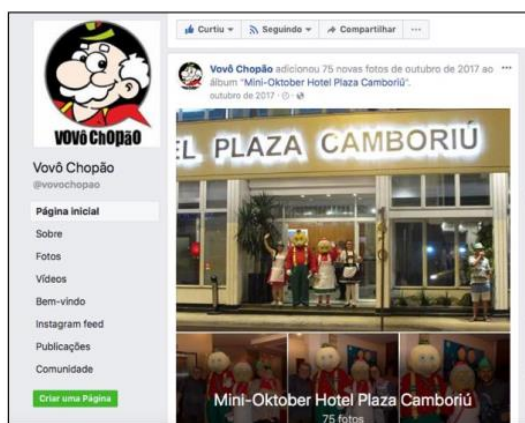 Curtiu Seguindo Compartilhar ...
Vovô Chopão adicionou 75 novas fotos de outubro de 2017 ao
álbum "Mini-Oktober Hotel Plaza Camboriú".
outubro de 2017 ·
VOVô CHOPãO
Vovô Chopão
@vovochopao
Página inicial
Sobre
Fotos
Vídeos
Bem-vindo
Instagram feed
Publicações
Comunidade
Criar uma Página
EL PLAZA CAMBORIÚ
Mini-Oktober Hotel Plaza Camboriú
75 fotos